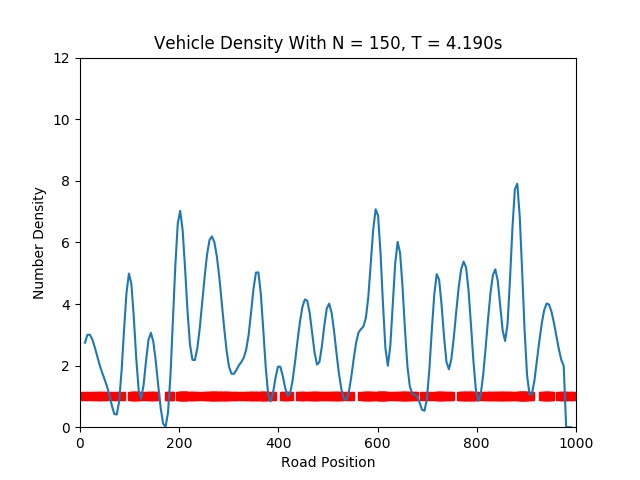 Vehicle Density With N = 150, T = 4.190s
12
10
8
6
4
2
0
Number Density
0 200 400 600 800 1000
Road Position